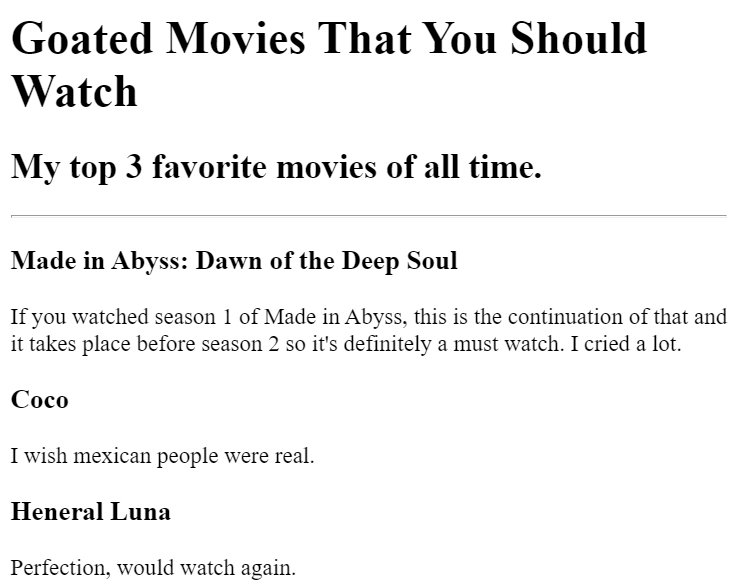 Goated Movies That You Should
Watch
My top 3 favorite movies of all time.
Made in Abyss: Dawn of the Deep Soul
If you watched season 1 of Made in Abyss, this is the continuation of that and
it takes place before season 2 so it's definitely a must watch. I cried a lot.
Coco
I wish mexican people were real.
Heneral Luna
Perfection, would watch again.